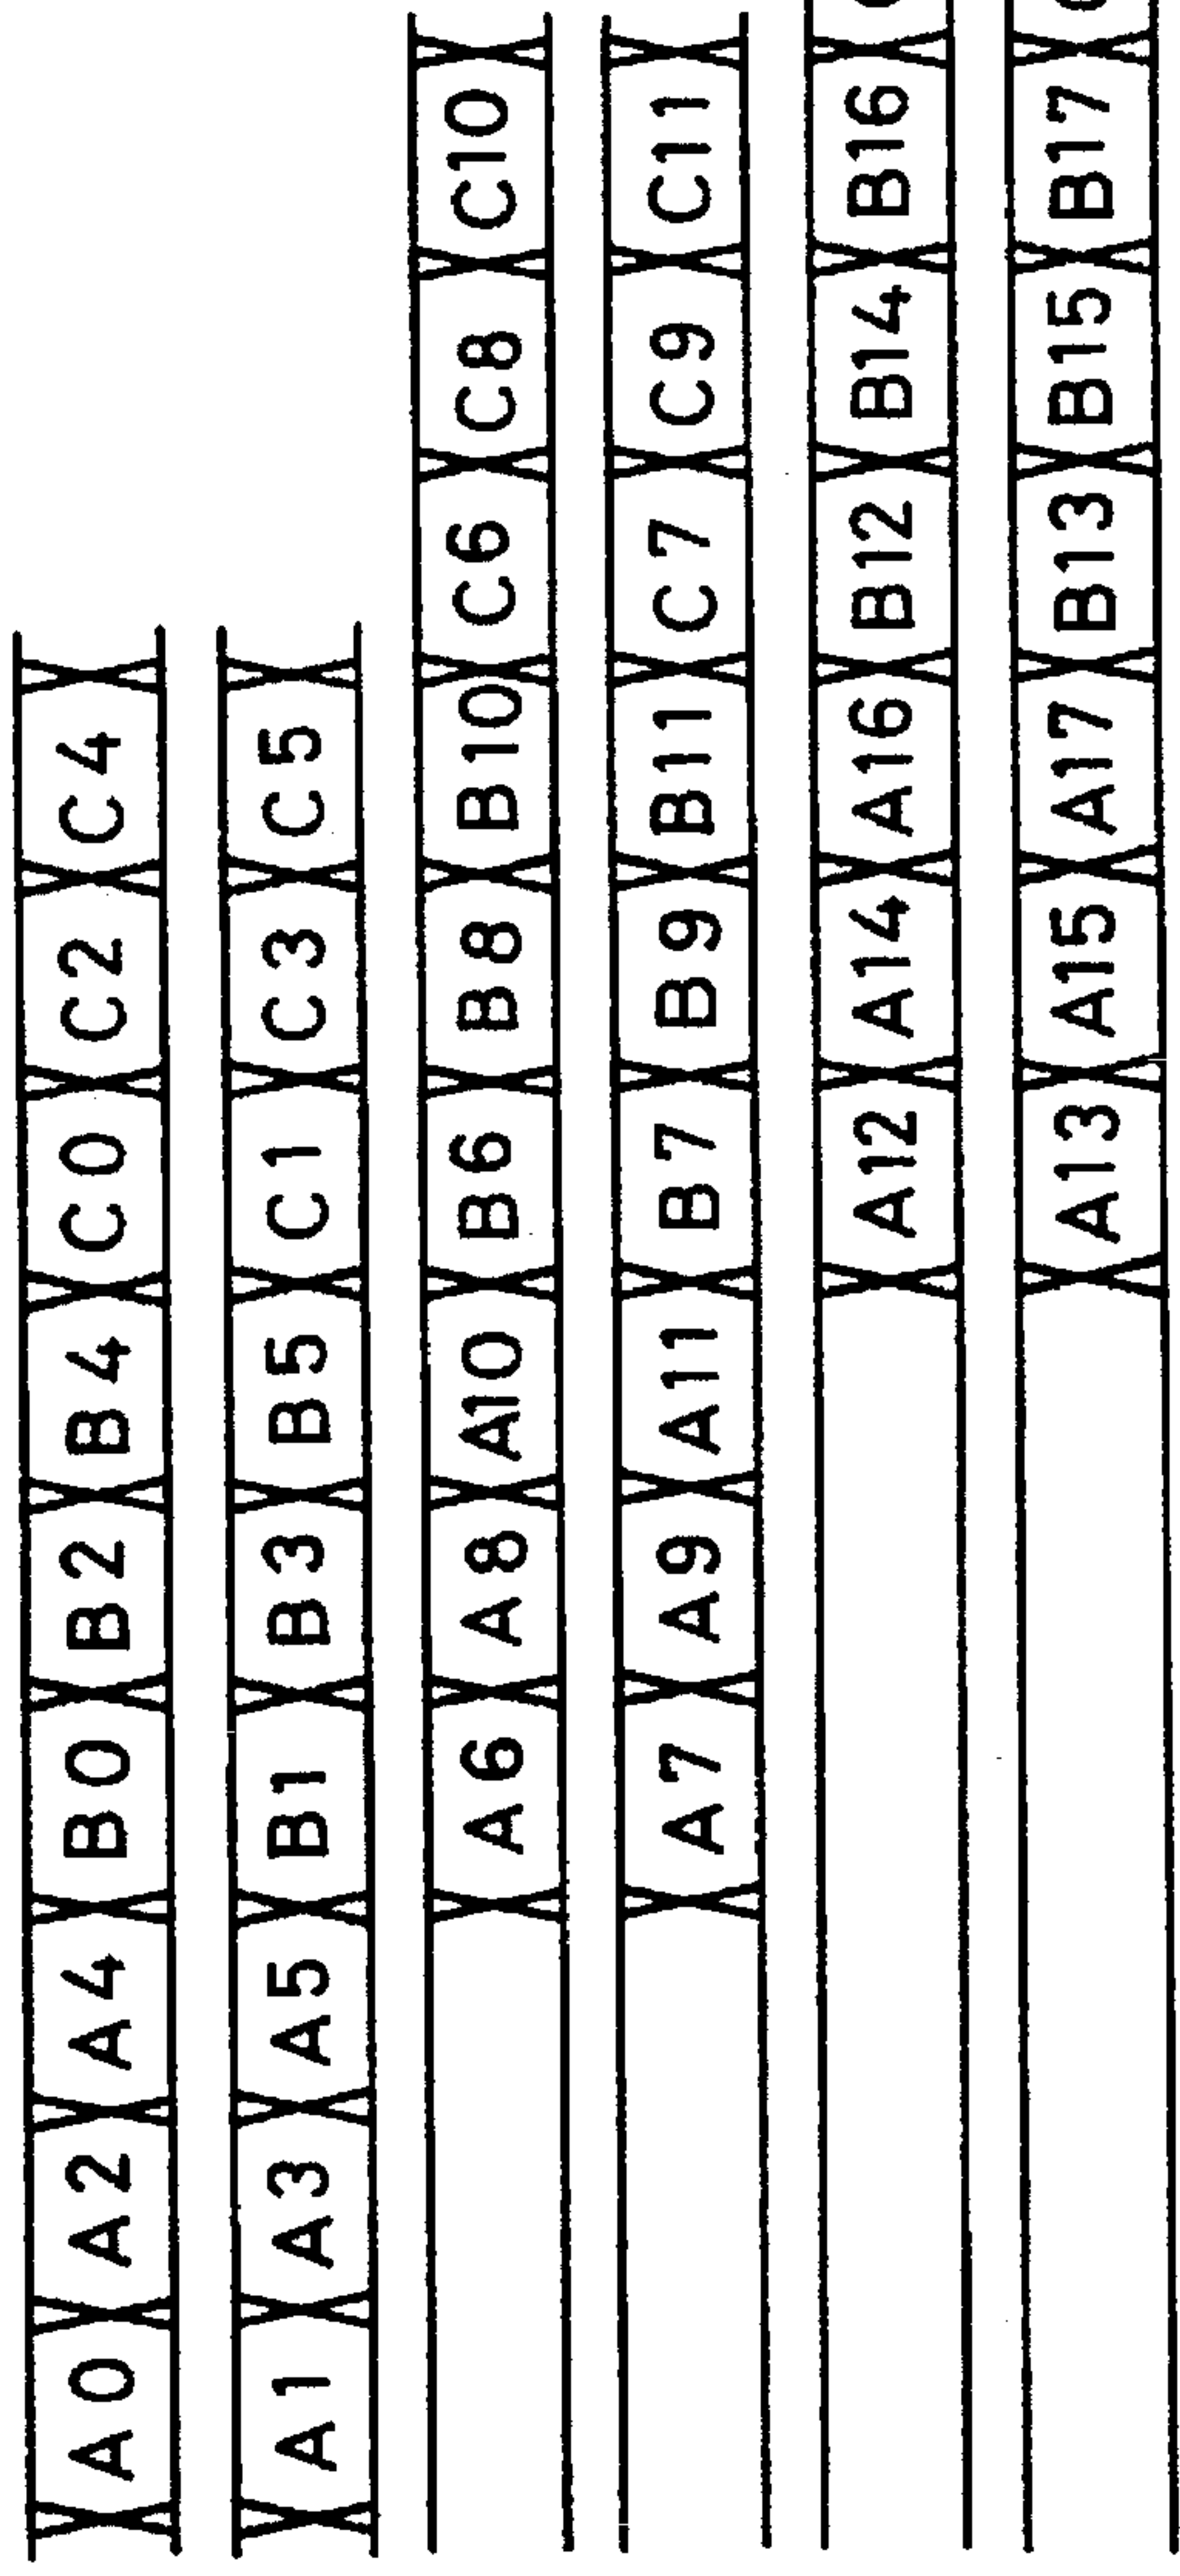 A0 A2 A4 B0 B2 B4 C0 C2 C4
A1 A3 A5 B1 B3 B5 C1 C3 C5
A6 A8 A10 B6 B8 B10 C6 C8 C10
A7 A9 A11 B7 B9 B11 C7 C9 C11
A12 A14 A16 B12 B14 B16
A13 A15 A17 B13 B15 B17